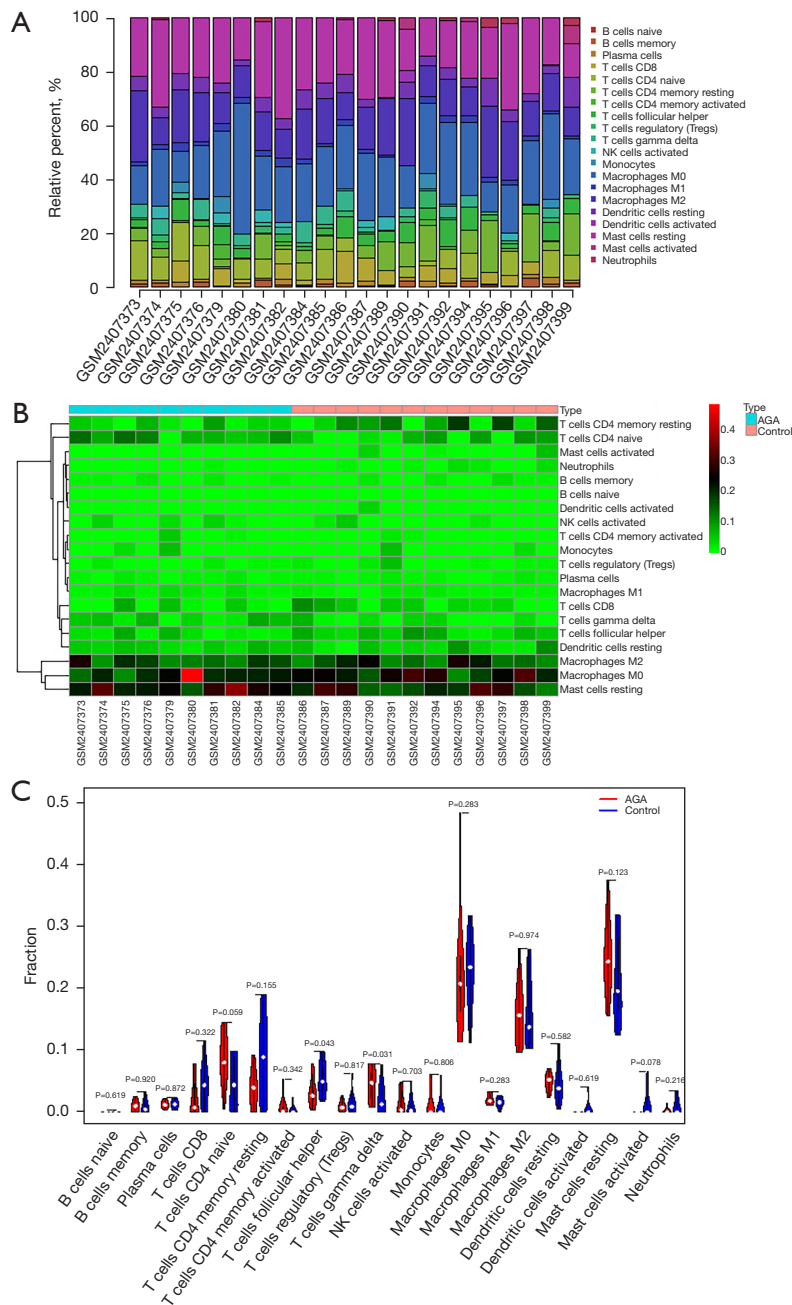 A
Relative percent, %
100
80
60
40
20
0
GSM2407373
GSM2407374
GSM2407375
GSM2407376
GSM2407379
GSM2407380
GSM2407381
GSM2407382
GSM2407384
GSM2407385
GSM2407386
GSM2407387
GSM2407389
GSM2407390
GSM2407391
GSM2407392
GSM2407394
GSM2407395
GSM2407396
GSM2407397
GSM2407398
GSM2407399
B cells naive
B cells memory
Plasma cells
T cells CD8
T cells CD4 naive
T cells CD4 memory resting
T cells CD4 memory activated
T cells follicular helper
T cells regulatory (Tregs)
T cells gamma delta
NK cells activated
Monocytes
Macrophages M0
Macrophages M1
Macrophages M2
Dendritic cells resting
Dendritic cells activated
Mast cells resting
Mast cells activated
Neutrophils
B
Type
T cells CD4 memory resting
T cells CD4 naive
Mast cells activated
Neutrophils
B cells memory
B cells naive
Dendritic cells activated
NK cells activated
T cells CD4 memory activated
Monocytes
T cells regulatory (Tregs)
Plasma cells
Macrophages M1
T cells CD8
T cells gamma delta
T cells follicular helper
Dendritic cells resting
Macrophages M2
Macrophages M0
Mast cells resting
GSM2407373
GSM2407374
GSM2407375
GSM2407376
GSM2407379
GSM2407380
GSM2407381
GSM2407382
GSM2407384
GSM2407385
GSM2407386
GSM2407387
GSM2407389
GSM2407390
GSM2407391
GSM2407392
GSM2407394
GSM2407395
GSM2407396
GSM2407397
GSM2407398
GSM2407399
0.4
0.3
0.2
0.1
0
Type
AGA
Control
C
Fraction
0.5
0.4
0.3
0.2
0.1
0.0
AGA
Control
P=0.619
P=0.920
P=0.872
P=0.322
P=0.059
P=0.155
P=0.342
P=0.043
P=0.817
P=0.031
P=0.703
P=0.806
P=0.283
P=0.283
P=0.974
P=0.582
P=0.619
P=0.123
P=0.078
P=0.216
B cells naive
B cells memory
Plasma cells
T cells CD8
T cells CD4 naive
T cells CD4 memory resting
T cells CD4 memory activated
T cells follicular helper
T cells regulatory (Tregs)
T cells gamma delta
NK cells activated
Monocytes
Macrophages M0
Macrophages M1
Macrophages M2
Dendritic cells resting
Dendritic cells activated
Mast cells resting
Mast cells activated
Neutrophils